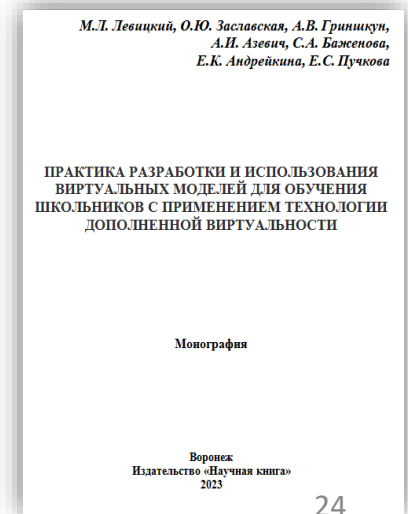 М.Л. Левицкий, О.Ю. Заславская, А.В. Гриншкун,
А.И. Азевич, С.А. Баженова,
Е.К. Андрейкина, Е.С. Пучкова
ПРАКТИКА РАЗРАБОТКИ И ИСПОЛЬЗОВАНИЯ
ВИРТУАЛЬНЫХ МОДЕЛЕЙ ДЛЯ ОБУЧЕНИЯ
ШКОЛЬНИКОВ С ПРИМЕНЕНИЕМ ТЕХНОЛОГИИ
ДОПОЛНЕННОЙ ВИРТУАЛЬНОСТИ
Монография
Воронеж
Издательство «Научная книга»
2023
24